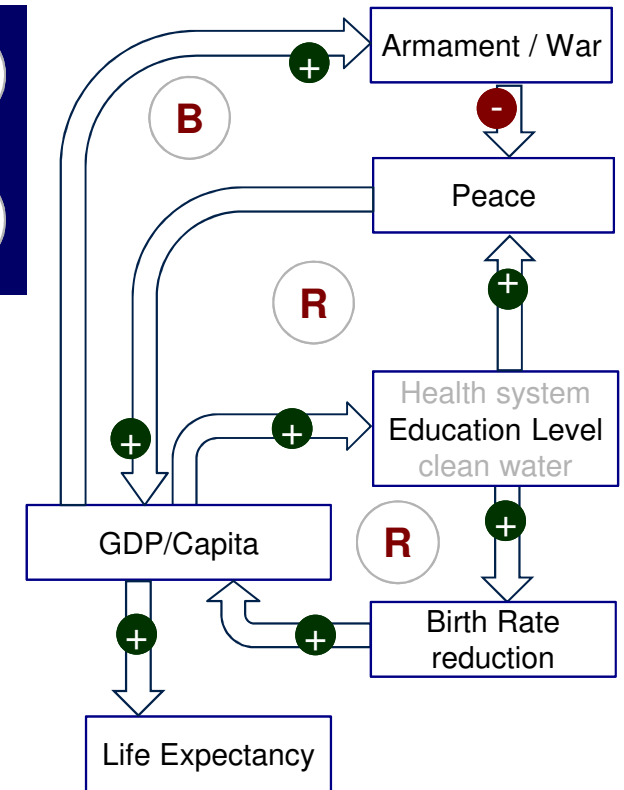 Armament / War
+
B
-
Peace
R
+
Health system
Education Level
clean water
+
+
+
GDP/Capita
R
Birth Rate
reduction
+
+
Life Expectancy